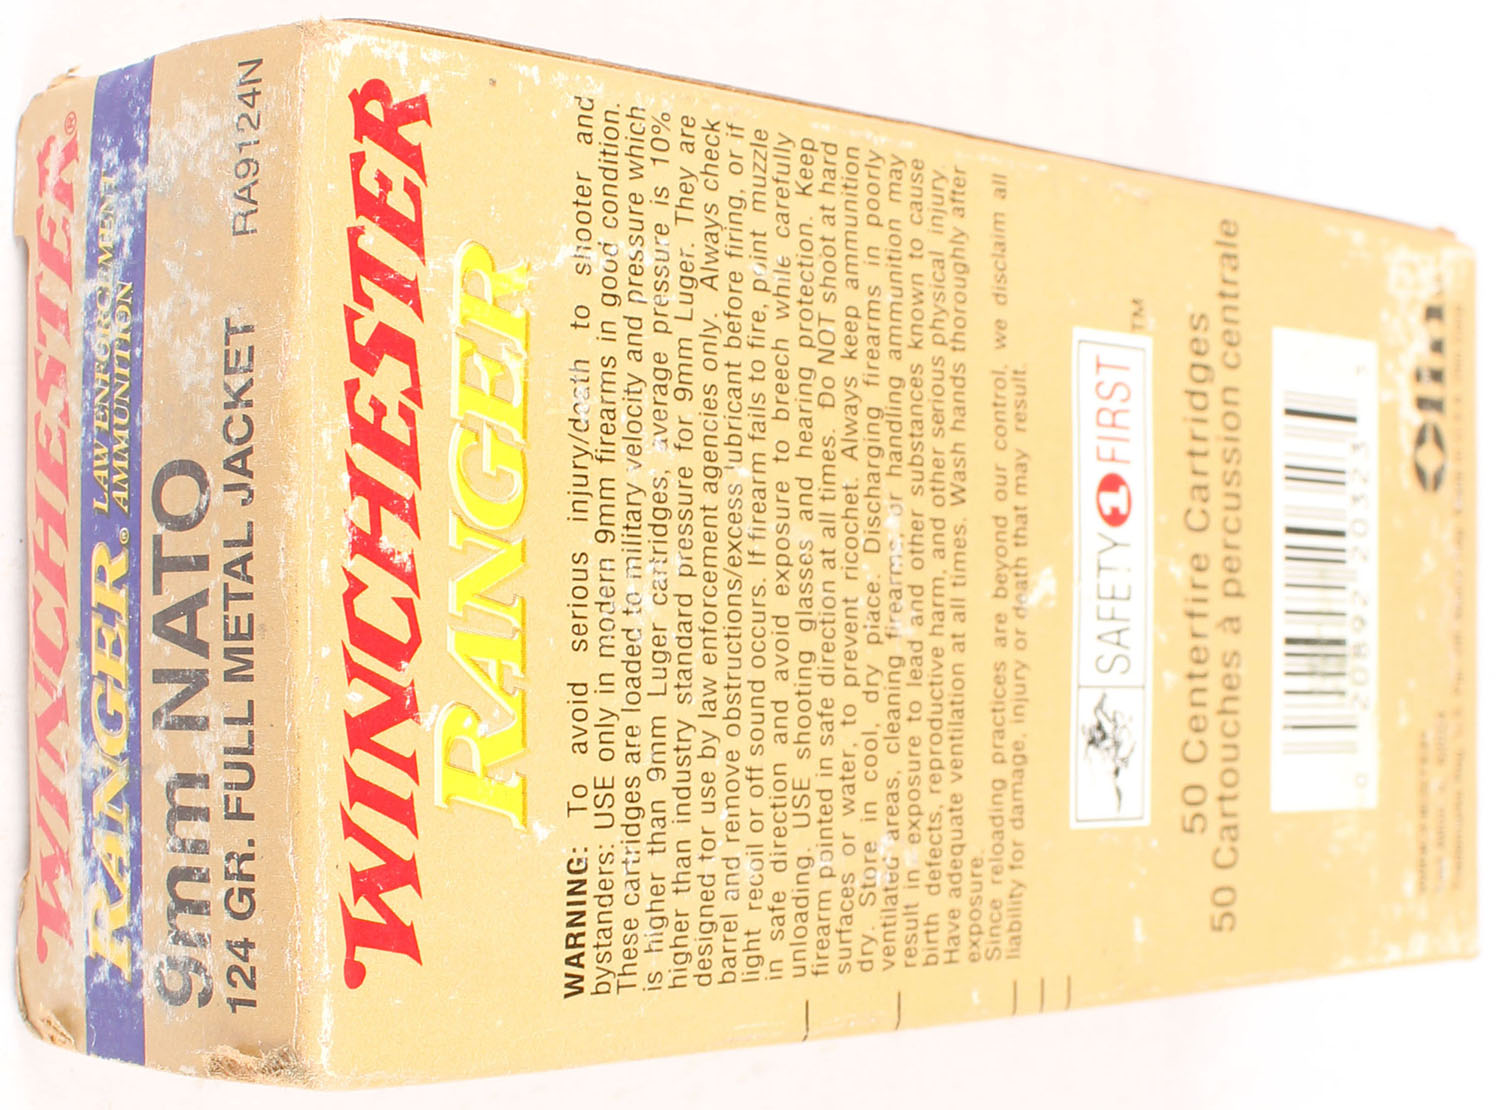 WINCHESTER®
RANGER® LAW ENFORCEMENT
AMMUNITION
9mm NATO
124 GR. FULL METAL JACKET RA9124N
WINCHESTER
RANGER
WARNING: To avoid serious injury/death to shooter and
bystanders: USE only in modern 9mm firearms in good condition.
These cartridges are loaded to military velocity and pressure which
is higher than 9mm Luger cartridges, average pressure is 10%
higher than industry standard pressure for 9mm Luger. They are
designed for use by law enforcement agencies only. Always check
barrel and remove obstructions/excess lubricant before firing, or if
light recoil or off sound occurs. If firearm fails to fire, point muzzle
in safe direction and avoid exposure to breech while carefully
unloading. USE shooting glasses and hearing protection. Keep
firearm pointed in safe direction at all times. Do NOT shoot at hard
surfaces or water, to prevent ricochet. Always keep ammunition
dry. Store in cool, dry place. Discharging firearms in poorly
ventilated areas, cleaning firearms, or handling ammunition may
result in exposure to lead and other substances known to cause
birth defects, reproductive harm, and other serious physical injury.
Have adequate ventilation at all times. Wash hands thoroughly after
exposure.
Since reloading practices are beyond our control, we disclaim all
liability for damage, injury or death that may result.
SAFETY 1 FIRST™
50 Centerfire Cartridges
50 Cartouches à percussion centrale
0 20892 20323 3
Olin